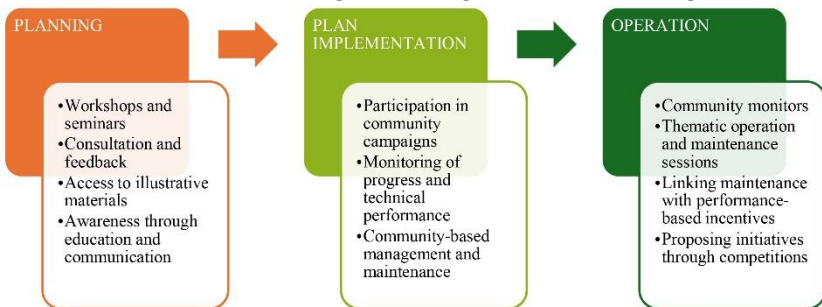 PLANNING
•Workshops and
seminars
•Consultation and
feedback
•Access to illustrative
materials
•Awareness through
education and
communication
PLAN
IMPLEMENTATION
•Participation in
community
campaigns
•Monitoring of
progress and
technical
performance
•Community-based
management and
maintenance
OPERATION
•Community monitors
•Thematic operation
and maintenance
sessions
•Linking maintenance
with performance-
based incentives
•Proposing initiatives
through competitions